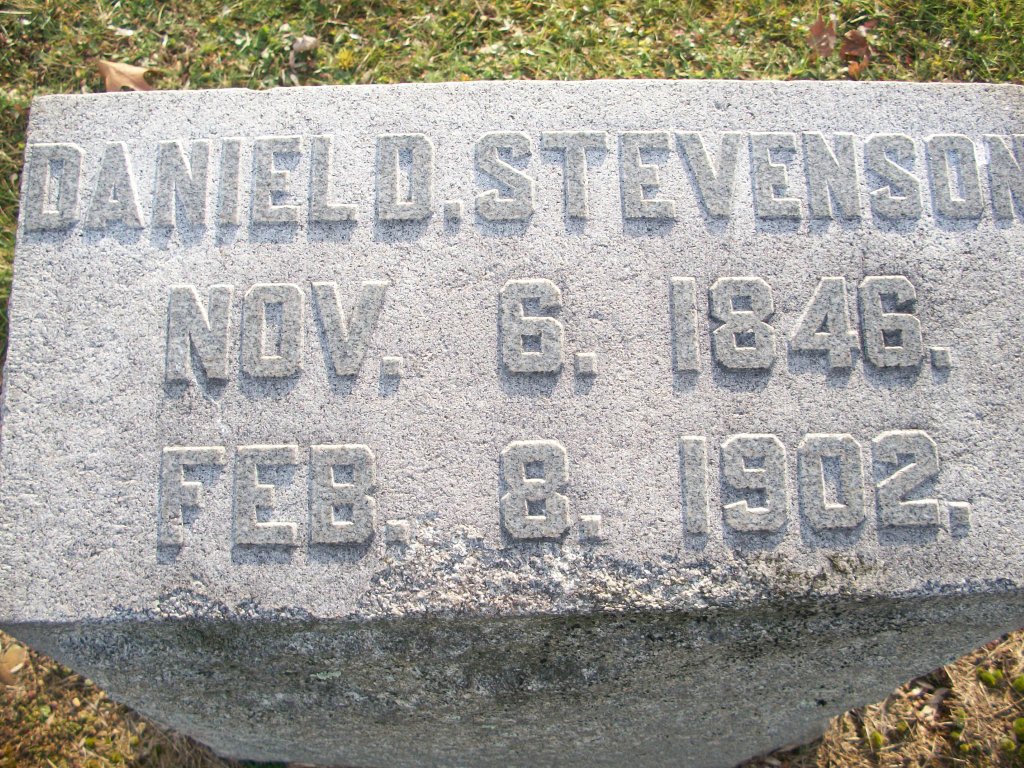 DANIEL D. STEVENSON
NOV. 6. 1846.
FEB. 8. 1902.